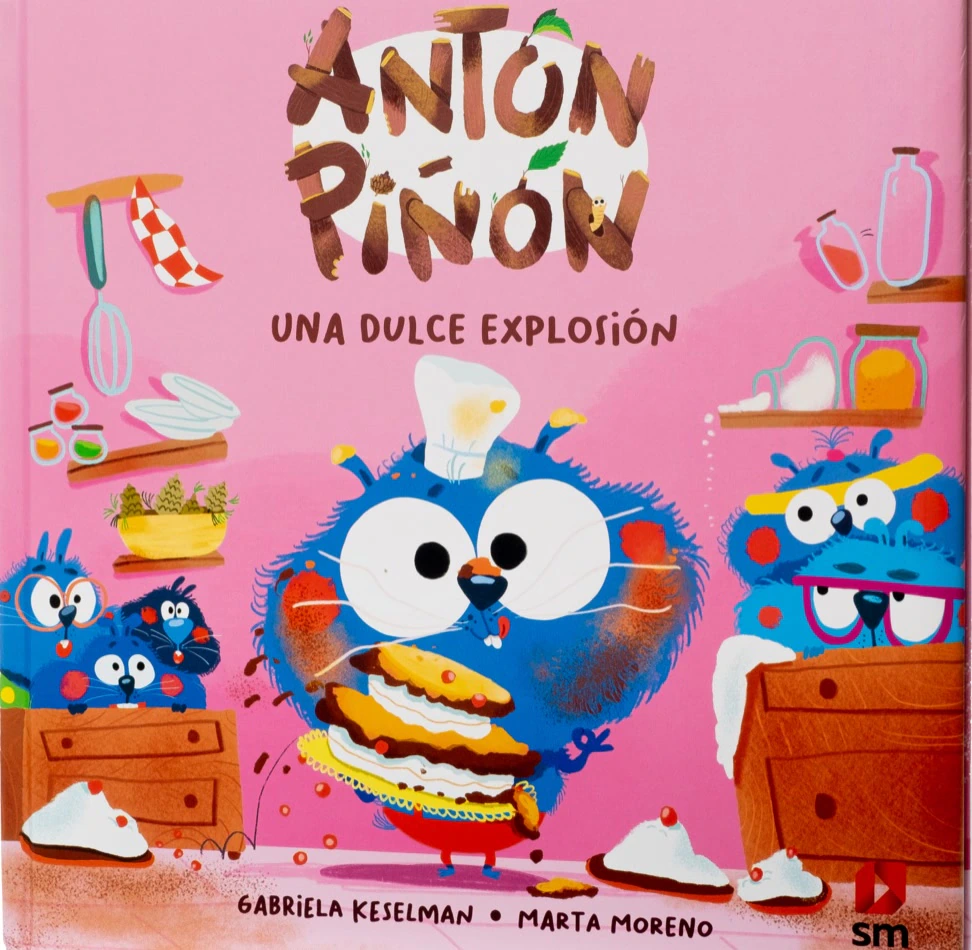 ANTÓN
PIÑÓN
UNA DULCE EXPLOSIÓN
GABRIELA KESELMAN • MARTA MORENO
sm